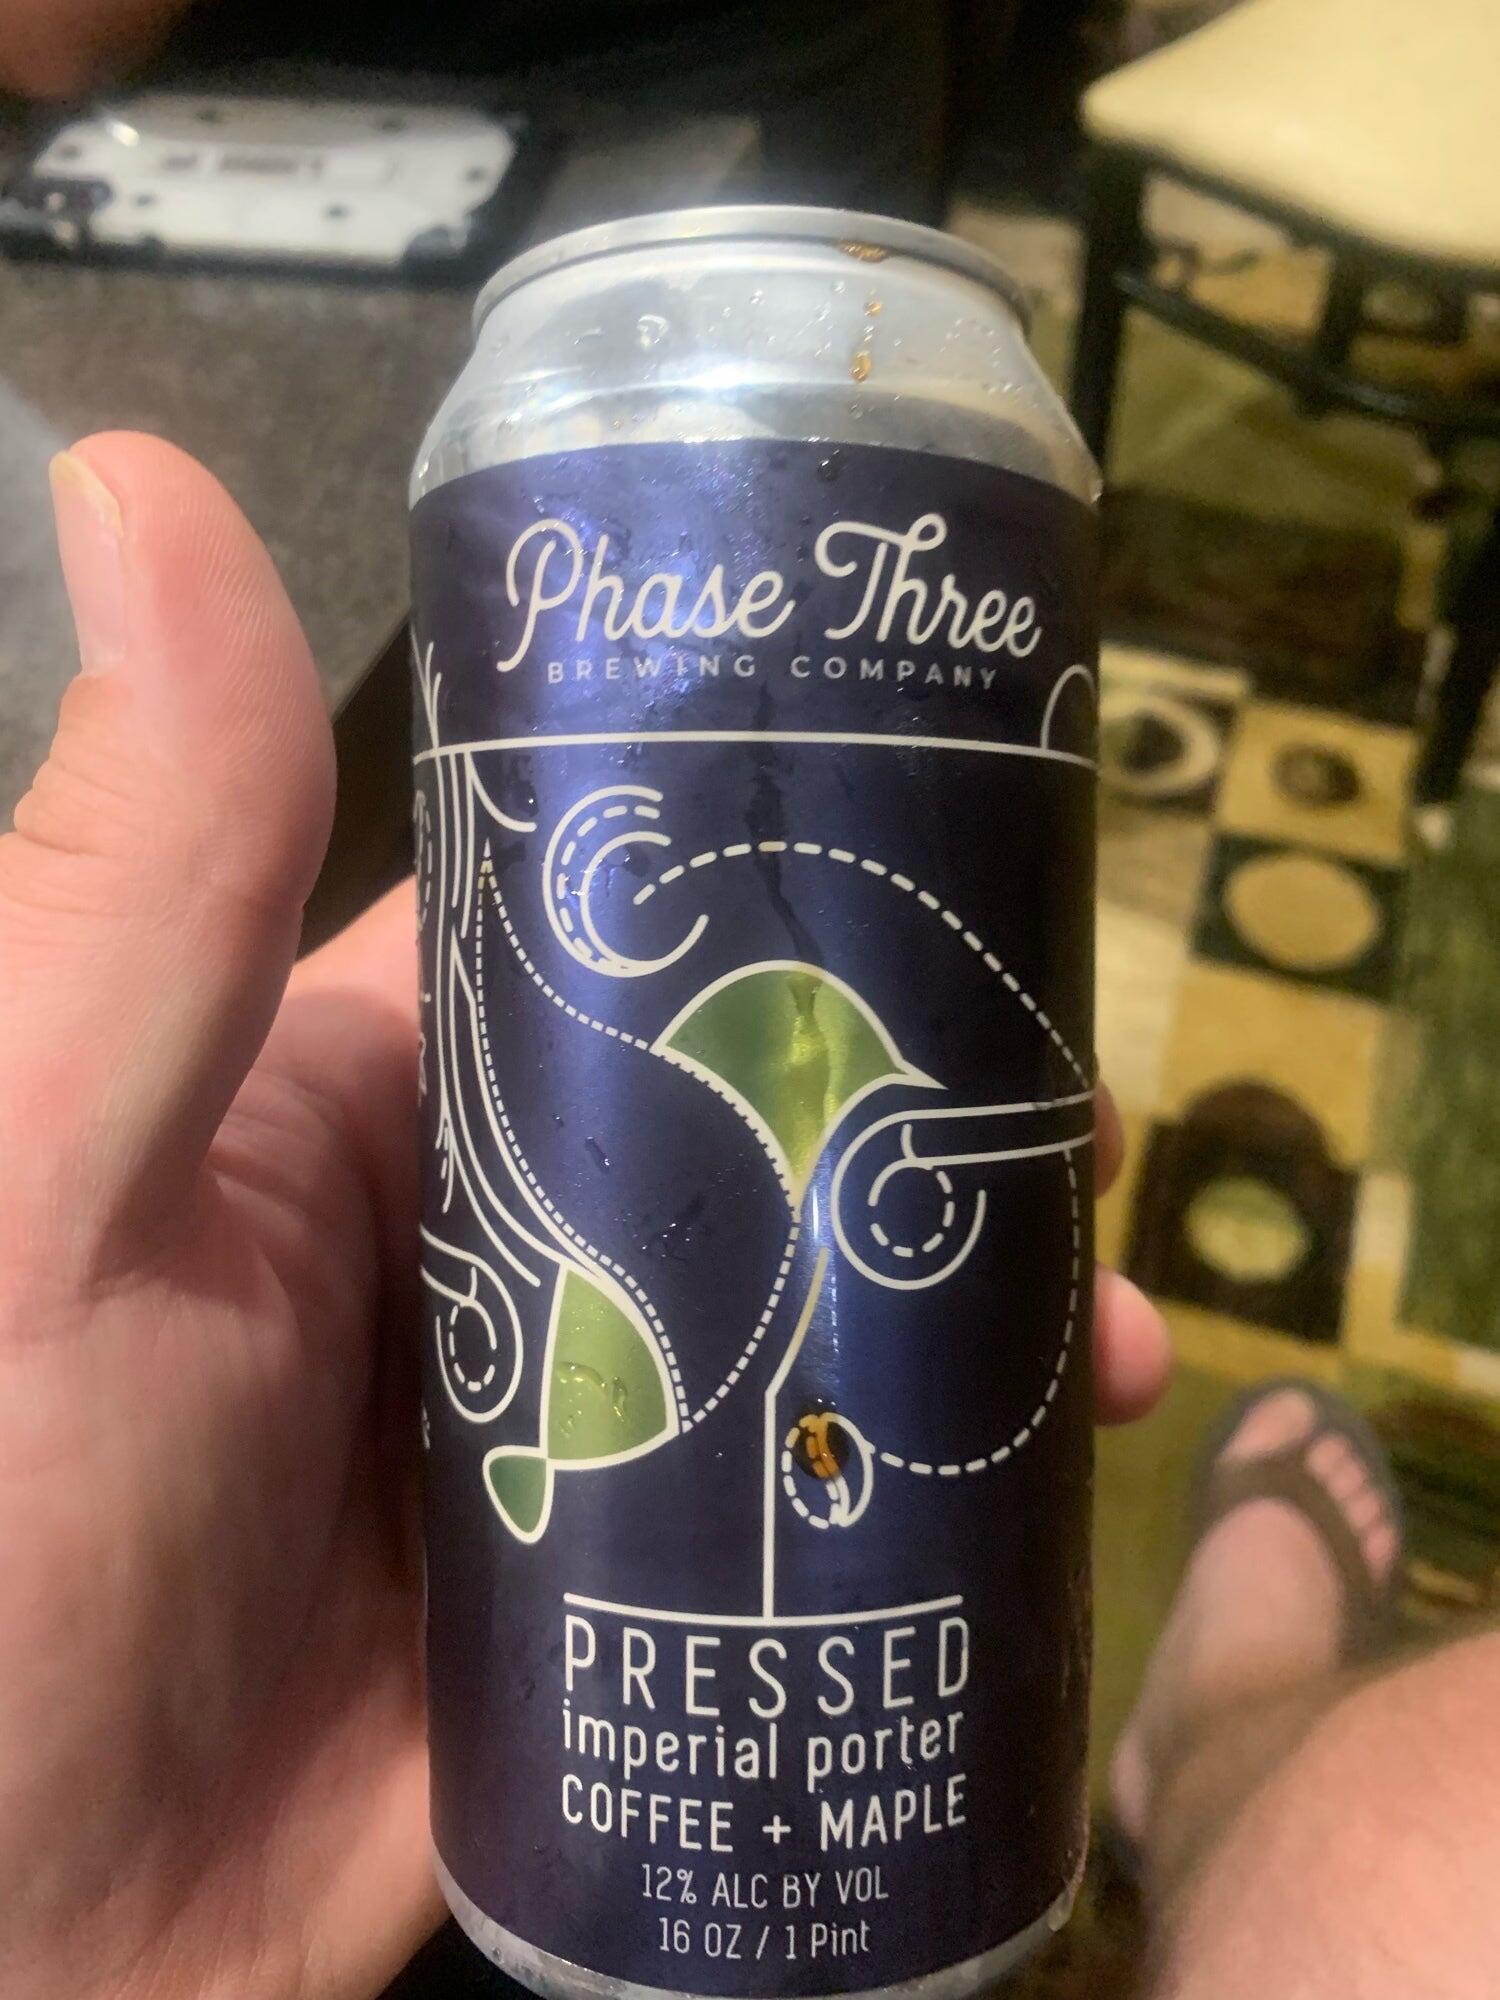 Phase Three
BREWING COMPANY
PRESSED
imperial porter
COFFEE + MAPLE
12% ALC BY VOL
16 OZ / 1 Pint